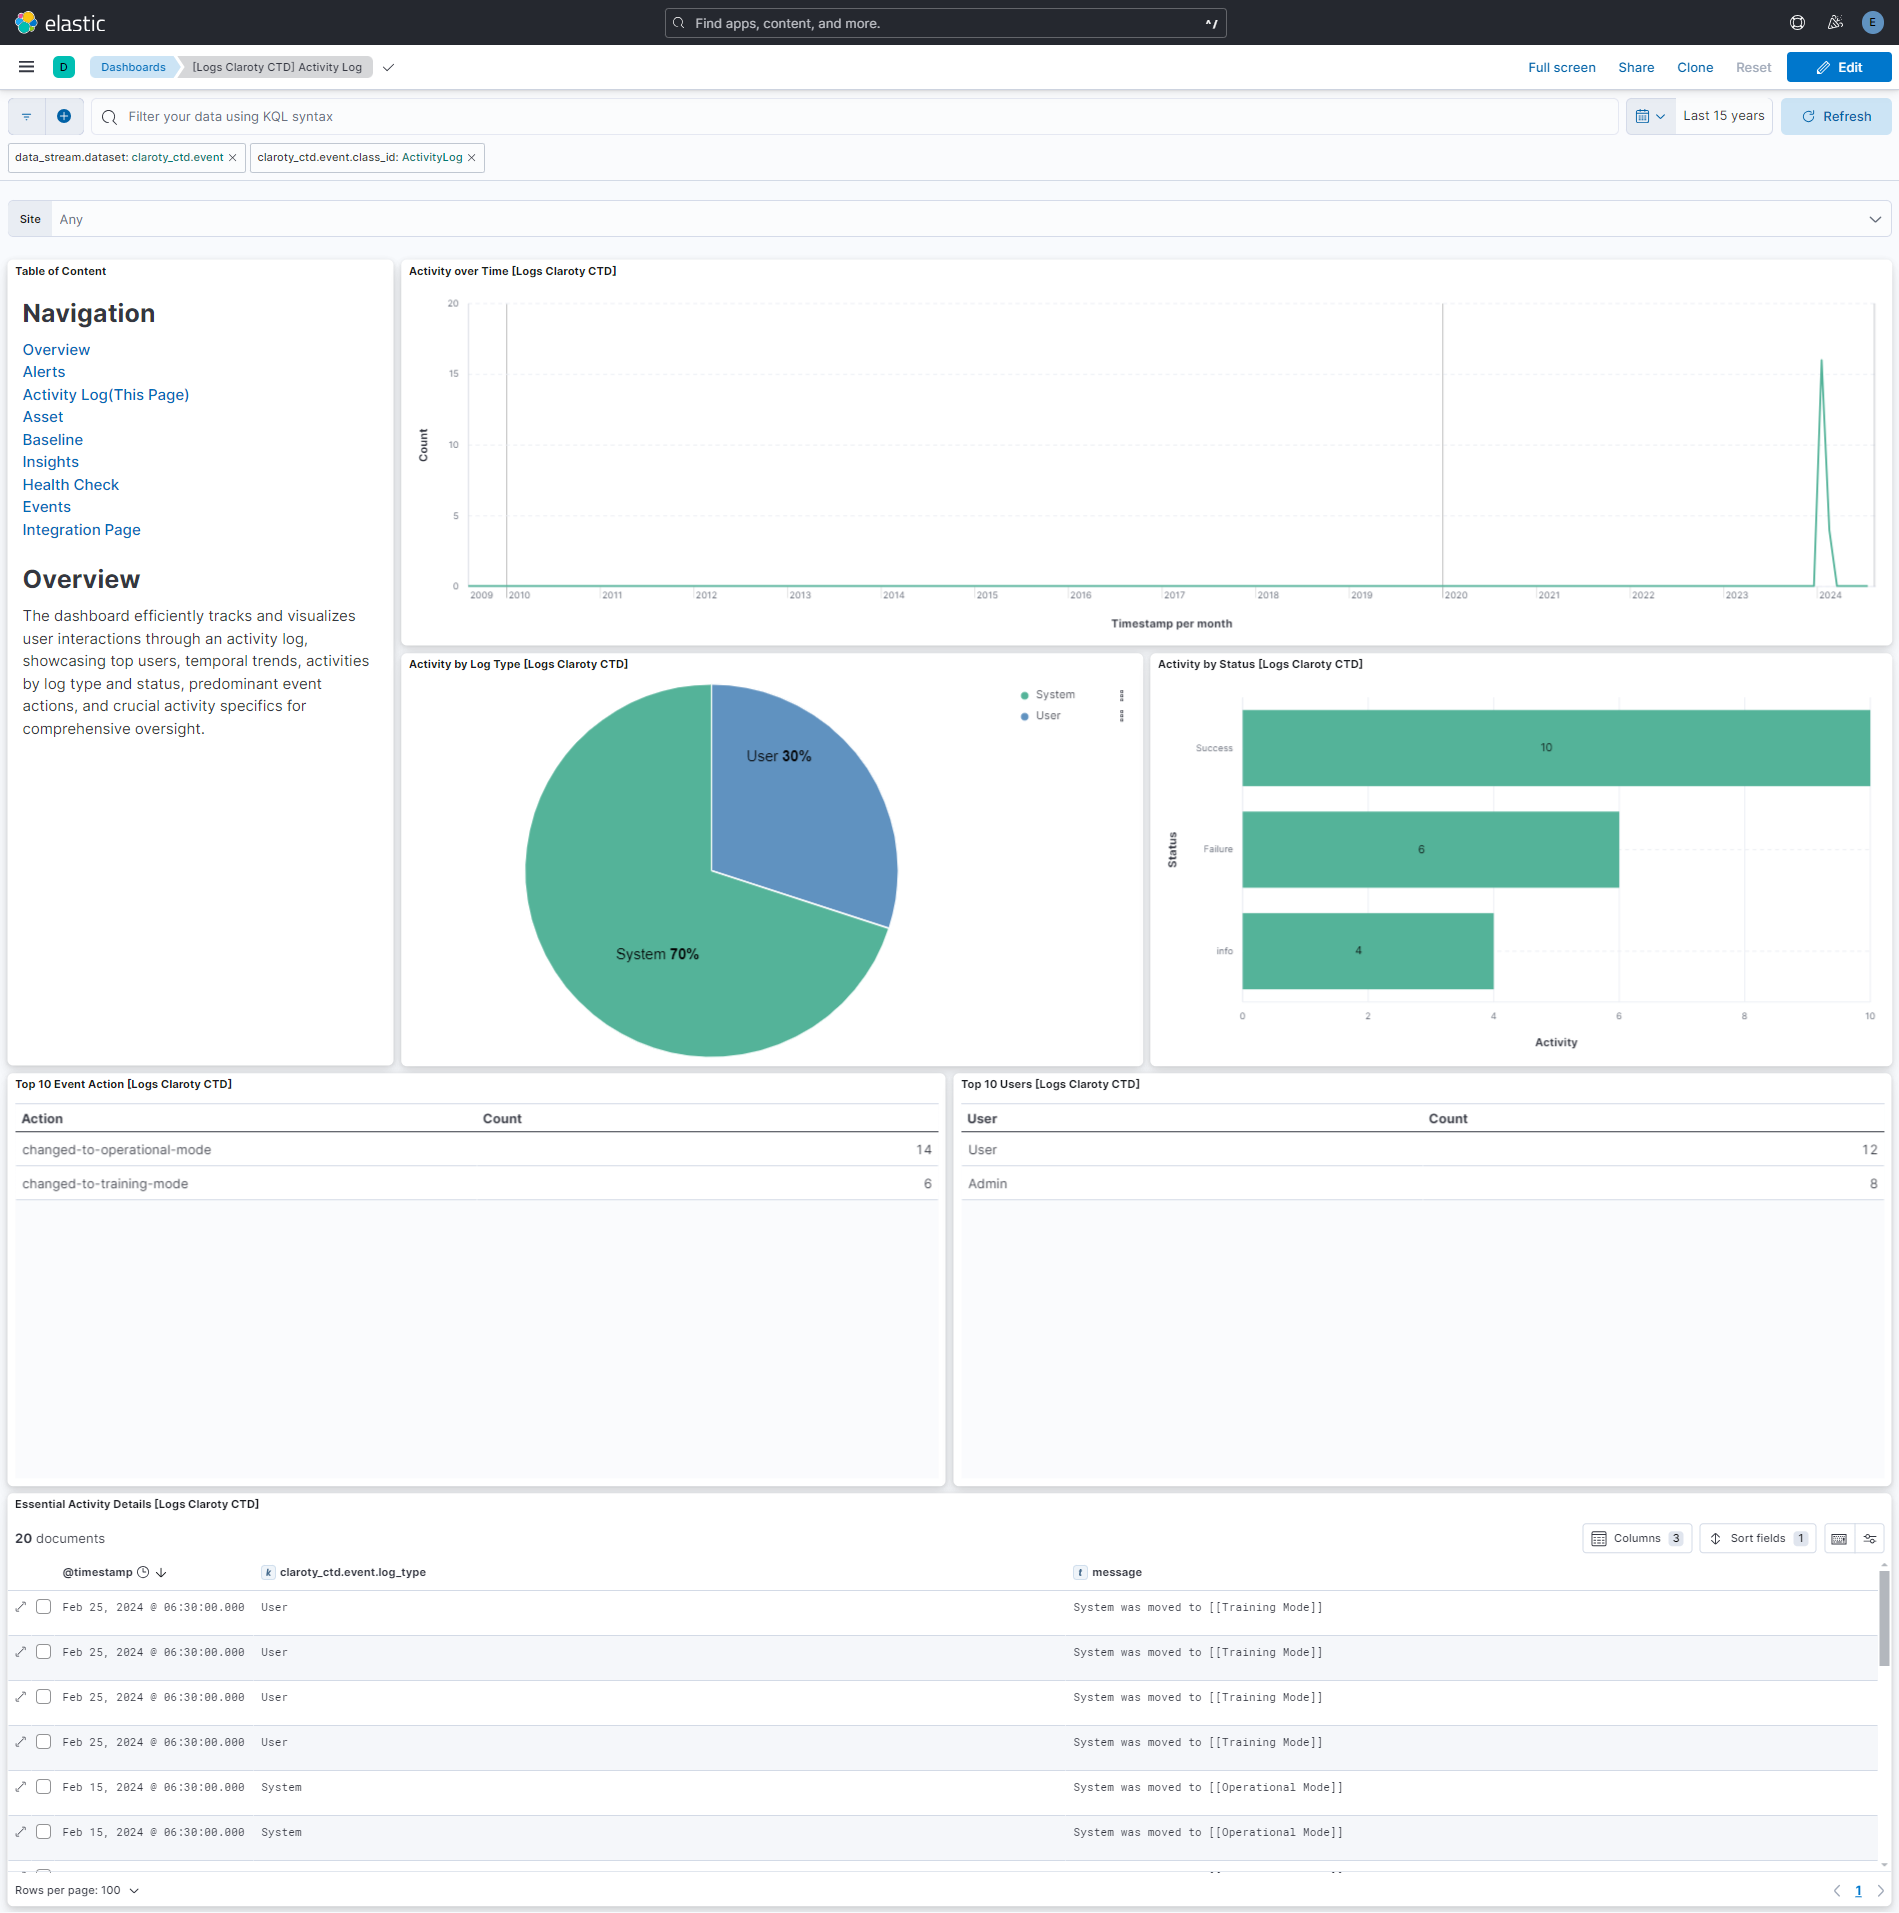 elastic
Find apps, content, and more.
^/
E
D
Dashboards
[Logs Claroty CTD] Activity Log
Full screen
Share
Clone
Reset
Edit
Filter your data using KQL syntax
Last 15 years
Refresh
data_stream.dataset: claroty_ctd.event
claroty_ctd.event.class_id: ActivityLog
Site
Any
Table of Content
Navigation
Overview
Alerts
Activity Log(This Page)
Asset
Baseline
Insights
Health Check
Events
Integration Page
Overview
The dashboard efficiently tracks and visualizes
user interactions through an activity log,
showcasing top users, temporal trends, activities
by log type and status, predominant event
actions, and crucial activity specifics for
comprehensive oversight.
Activity over Time [Logs Claroty CTD]
20
15
10
5
0
Count
2009 2010 2011 2012 2013 2014 2015 2016 2017 2018 2019 2020 2021 2022 2023 2024
Timestamp per month
Activity by Log Type [Logs Claroty CTD]
System
User
User 30%
System 70%
Activity by Status [Logs Claroty CTD]
Status
Success
10
Failure
6
info
4
0 2 4 6 8 10
Activity
Top 10 Event Action [Logs Claroty CTD]
Action Count
changed-to-operational-mode 14
changed-to-training-mode 6
Top 10 Users [Logs Claroty CTD]
User Count
User 12
Admin 8
Essential Activity Details [Logs Claroty CTD]
20 documents
Columns 3
Sort fields 1
@timestamp k claroty_ctd.event.log_type t message
Feb 25, 2024 @ 06:30:00.000 User System was moved to [[Training Mode]]
Feb 25, 2024 @ 06:30:00.000 User System was moved to [[Training Mode]]
Feb 25, 2024 @ 06:30:00.000 User System was moved to [[Training Mode]]
Feb 25, 2024 @ 06:30:00.000 User System was moved to [[Training Mode]]
Feb 15, 2024 @ 06:30:00.000 System System was moved to [[Operational Mode]]
Feb 15, 2024 @ 06:30:00.000 System System was moved to [[Operational Mode]]
Rows per page: 100
1